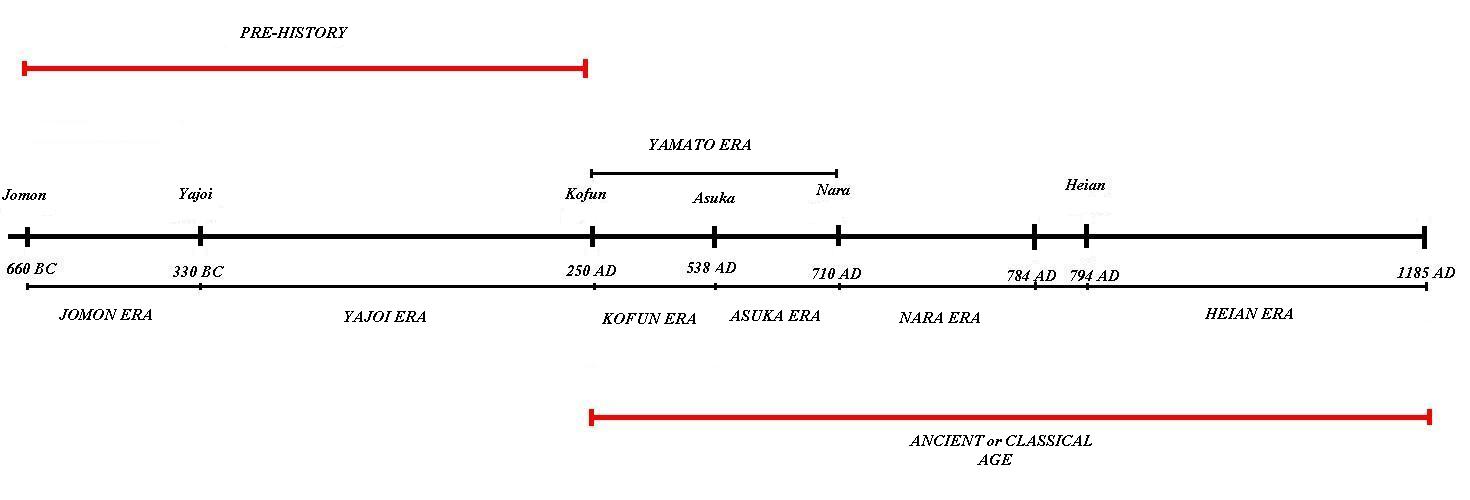 PRE-HISTORY
YAMATO ERA
Jomon Yajoi Kofun Asuka Nara Heian
660 BC 330 BC 250 AD 538 AD 710 AD 784 AD 794 AD 1185 AD
JOMON ERA YAJOI ERA KOFUN ERA ASUKA ERA NARA ERA HEIAN ERA
ANCIENT or CLASSICAL
AGE